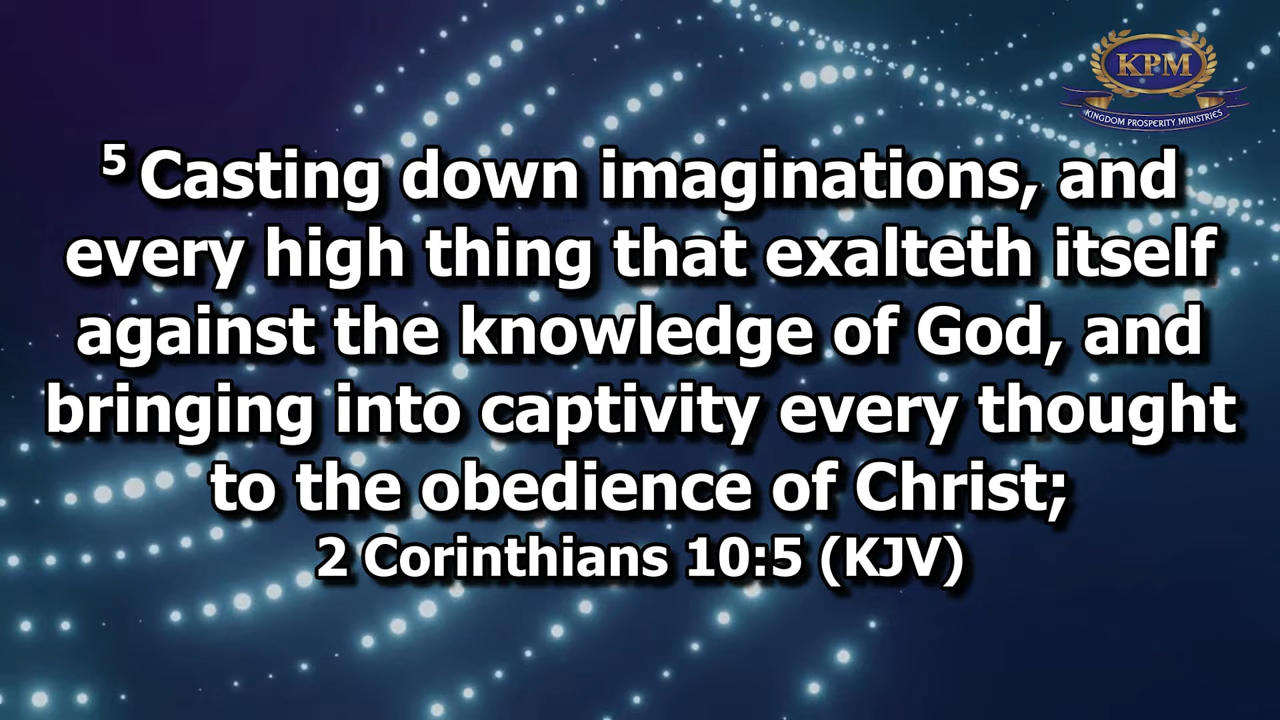 KPM
KINGDOM PROSPERITY MINISTRIES
5 Casting down imaginations, and
every high thing that exalteth itself
against the knowledge of God, and
bringing into captivity every thought
to the obedience of Christ;
2 Corinthians 10:5 (KJV)